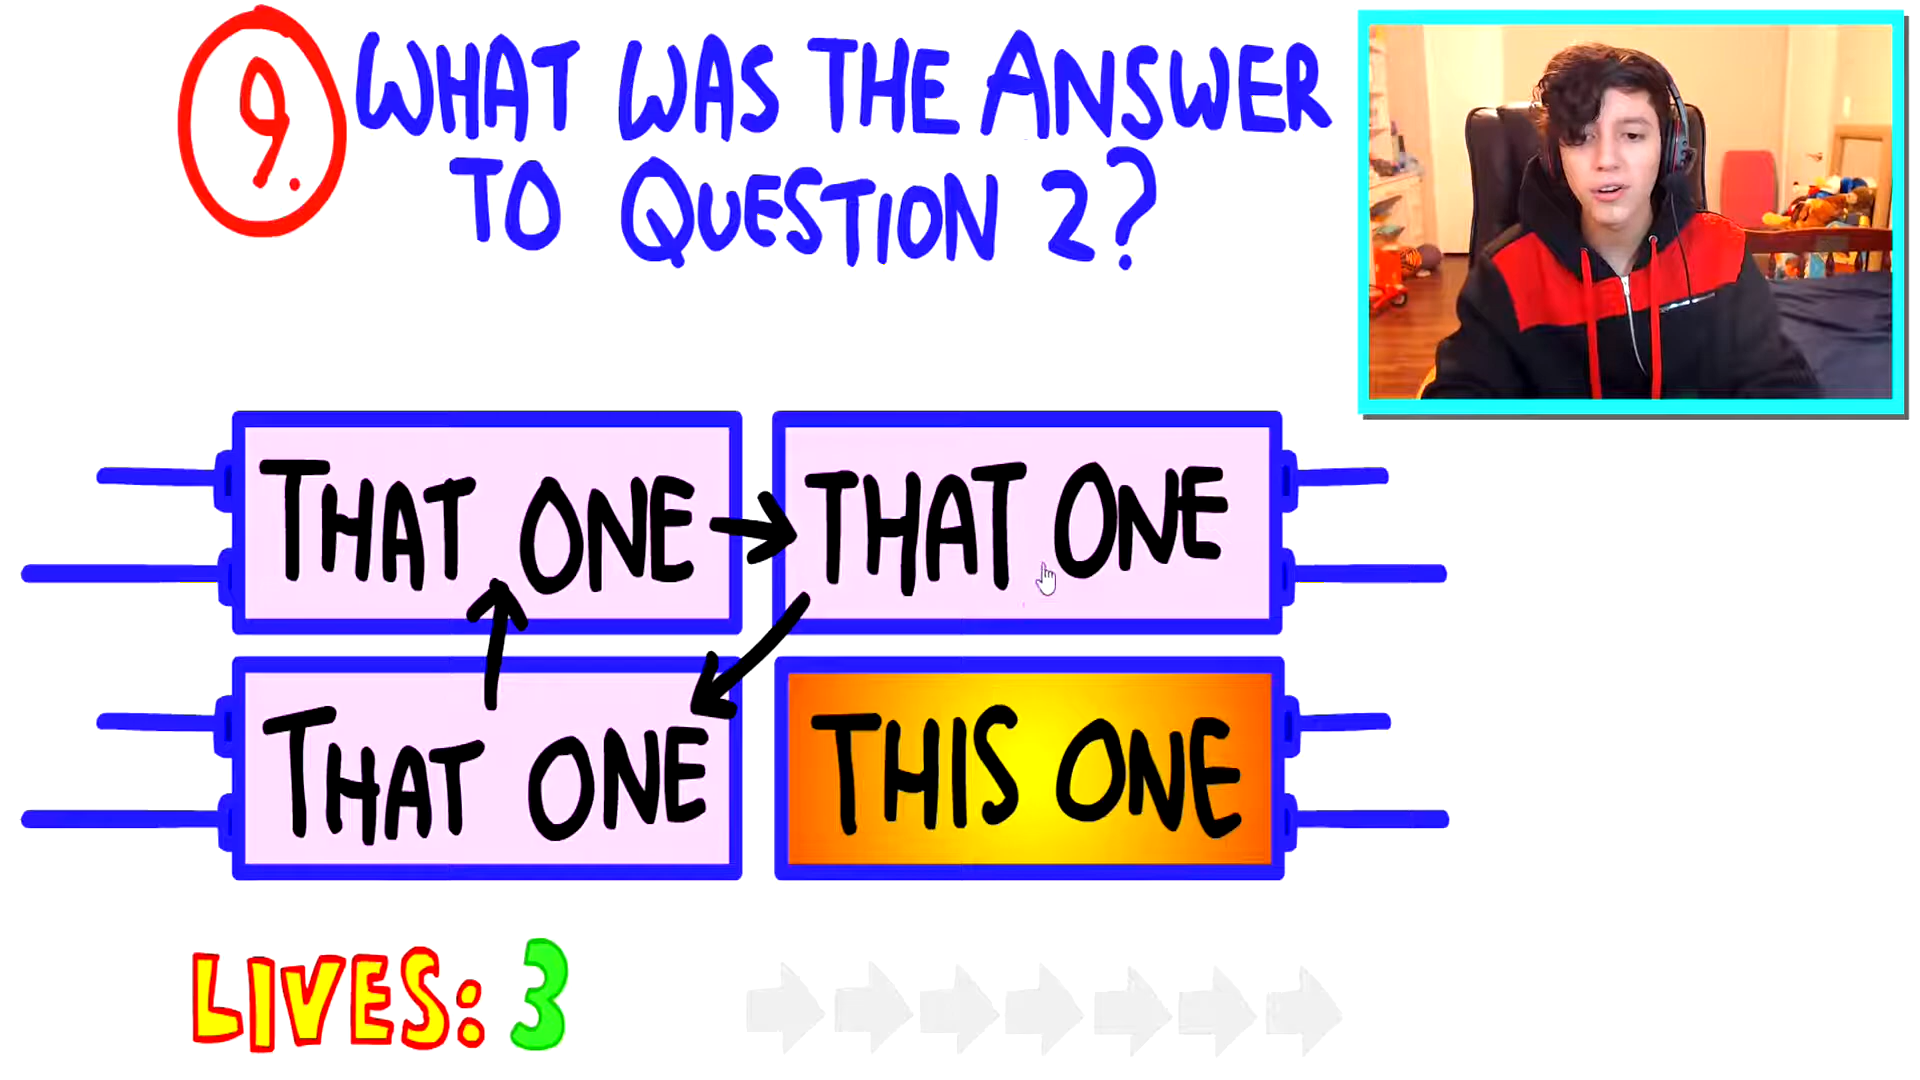 9. WHAT WAS THE ANSWER
TO QUESTION 2?
THAT ONE THAT ONE
THAT ONE THIS ONE
LIVES: 3